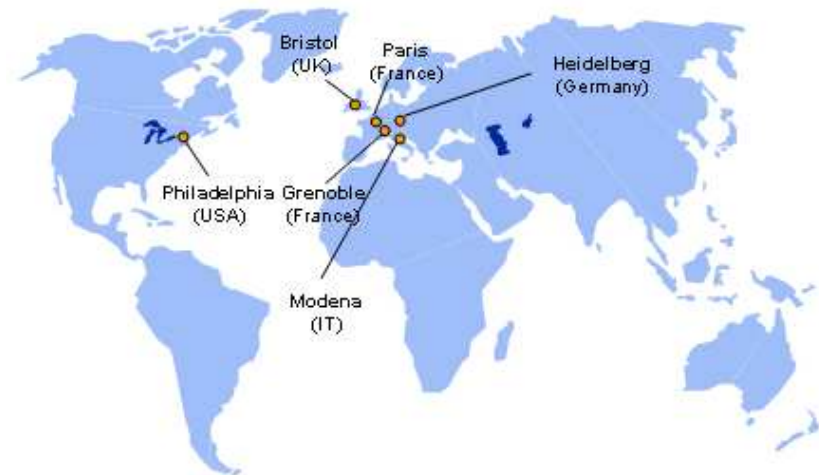 Bristol
(UK)
Paris
(France)
Heidelberg
(Germany)
Philadelphia
(USA)
Grenoble
(France)
Modena
(IT)